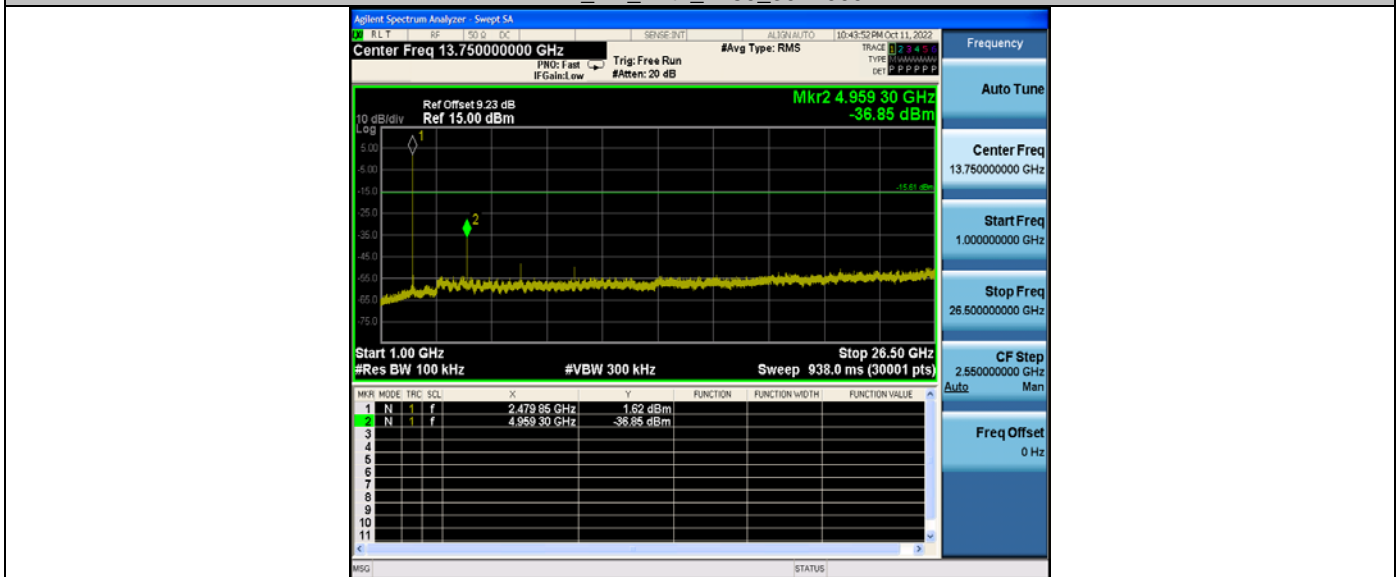 Agilent Spectrum Analyzer - Swept SA
RLT RF 50 Ω DC SENSE:INT ALIGNAUTO 10:43:52 PM Oct 11, 2022
Center Freq 13.750000000 GHz
PNO: Fast
IFGain:Low
Trig: Free Run
#Atten: 20 dB
#Avg Type: RMS
TRACE 1 2 3 4 5 6
TYPE
DET P P P P P P
Frequency
Mkr2 4.959 30 GHz
-36.85 dBm
Ref Offset 9.23 dB
Ref 15.00 dBm
10 dB/div
Log
1
5.00
-5.00
-15.0
-15.61 dBm
-25.0
2
-35.0
-45.0
-55.0
-65.0
-75.0
Start 1.00 GHz
Stop 26.50 GHz
#Res BW 100 kHz
#VBW 300 kHz
Sweep 938.0 ms (30001 pts)
MKR MODE TRC SCL X Y FUNCTION FUNCTION WIDTH FUNCTION VALUE
1 N 1 f 2.479 85 GHz 1.62 dBm
2 N 1 f 4.959 30 GHz -36.85 dBm
3
4
5
6
7
8
9
10
11
MSG
STATUS
Auto Tune
Center Freq
13.750000000 GHz
Start Freq
1.000000000 GHz
Stop Freq
26.500000000 GHz
CF Step
2.550000000 GHz
Auto Man
Freq Offset
0 Hz